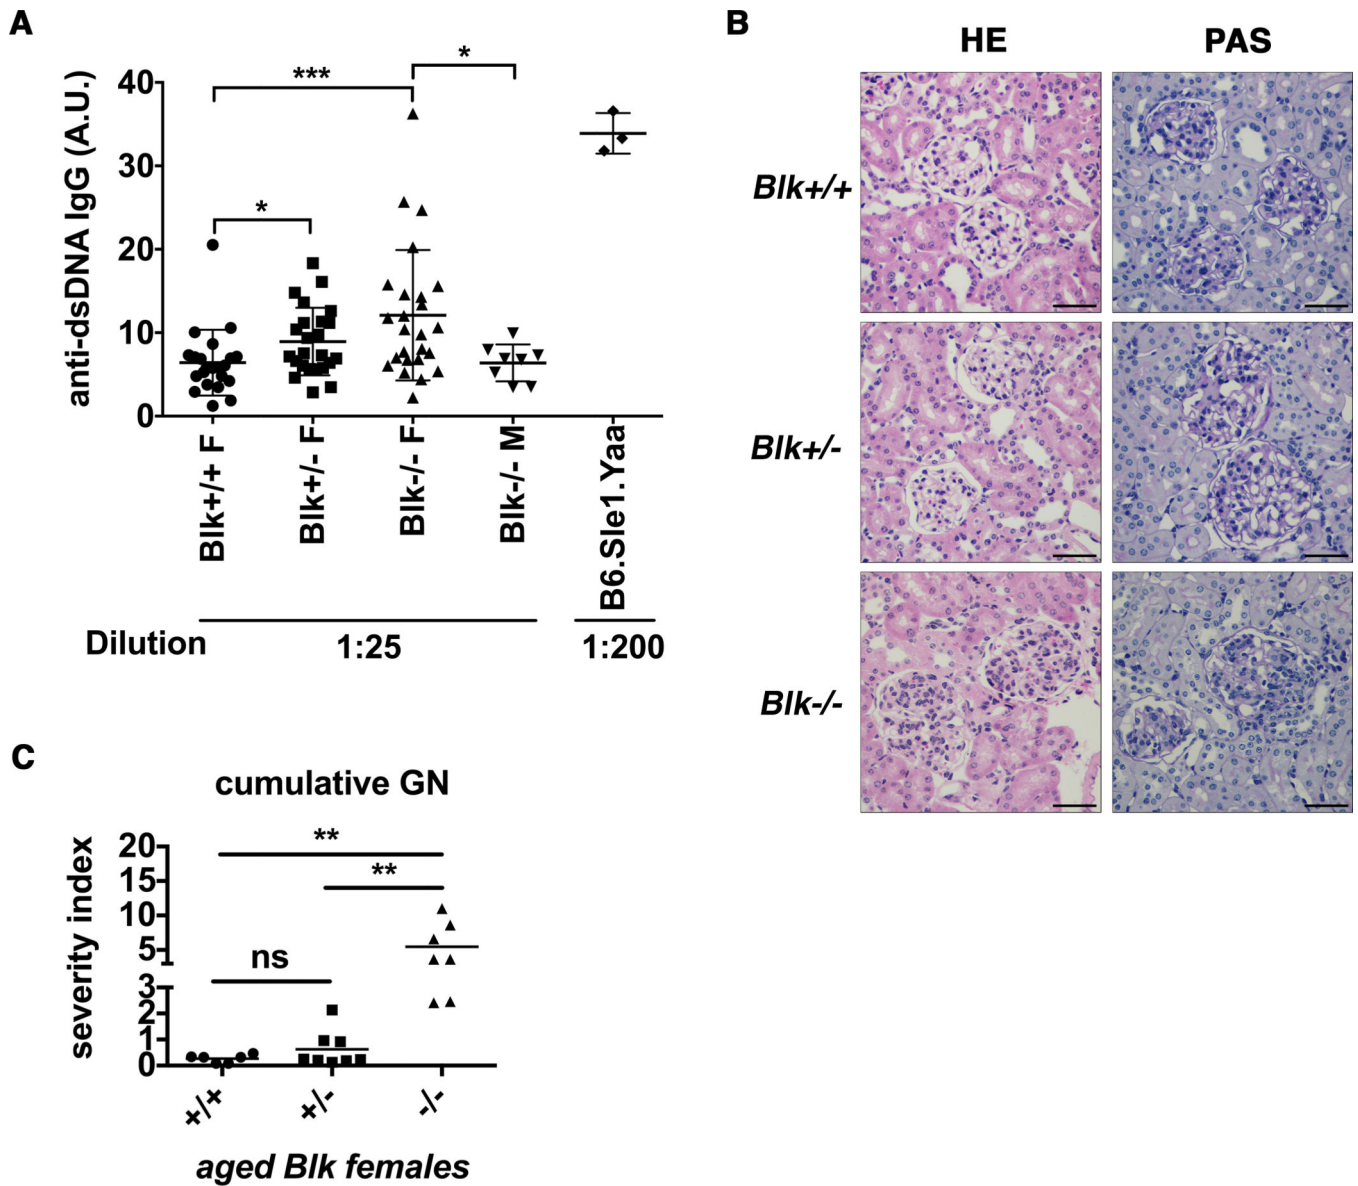 A
anti-dsDNA IgG (A.U.)
40
30
20
10
0
***
*
*
Blk+/+ F
Blk+/- F
Blk-/- F
Blk-/- M
B6.Sle1.Yaa
Dilution
1:25
1:200
B
HE
PAS
Blk+/+
Blk+/-
Blk-/-
C
cumulative GN
severity index
20
15
10
5
3
2
1
0
**
**
ns
+/+
+/-
-/-
aged Blk females